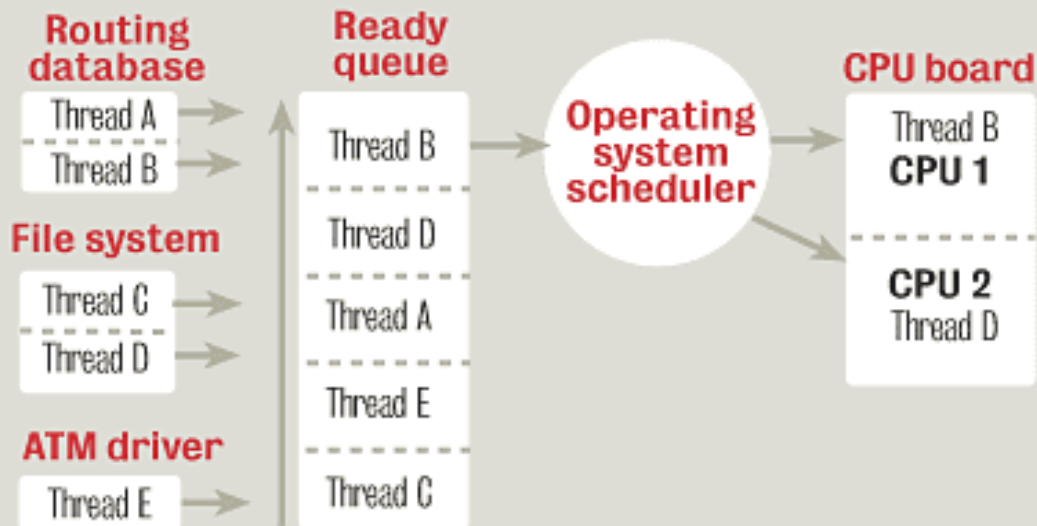 Routing
database
Thread A
Thread B
File system
Thread C
Thread D
ATM driver
Thread E
Ready
queue
Thread B
Thread D
Thread A
Thread E
Thread C
Operating
system
scheduler
CPU board
Thread B
CPU 1
CPU 2
Thread D